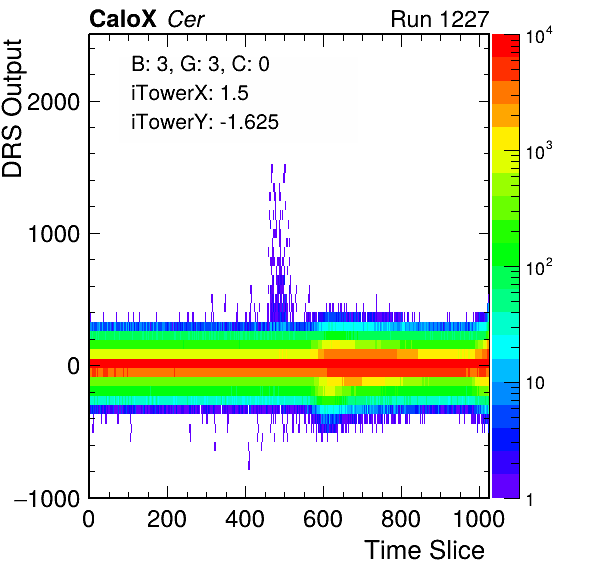 CaloX Cer Run 1227
DRS Output
B: 3, G: 3, C: 0
iTowerX: 1.5
iTowerY: -1.625
2000
1000
0
−1000
0 200 400 600 800 1000
Time Slice
10^4
10^3
10^2
10
1